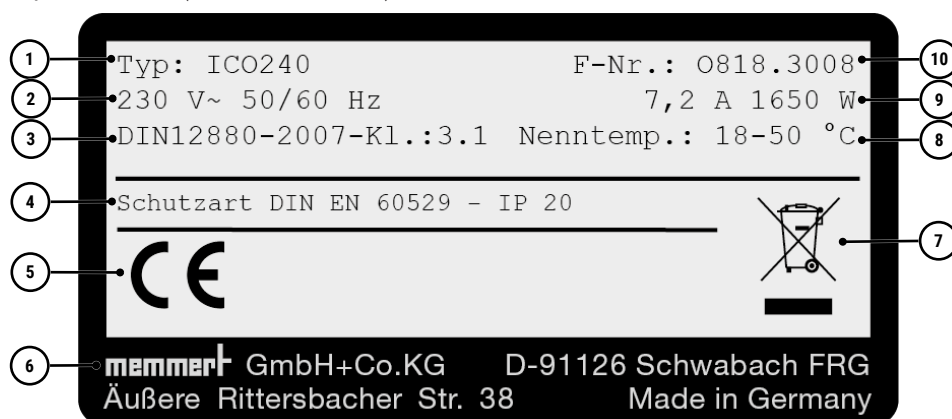 1 Typ: ICO240 F-Nr.: O818.3008 10
2 230 V~ 50/60 Hz 7,2 A 1650 W 9
3 DIN12880-2007-Kl.:3.1 Nenntemp.: 18-50 °C 8
4 Schutzart DIN EN 60529 - IP 20
5 CE 7
6 memmert GmbH+Co.KG D-91126 Schwabach FRG
Äußere Rittersbacher Str. 38 Made in Germany